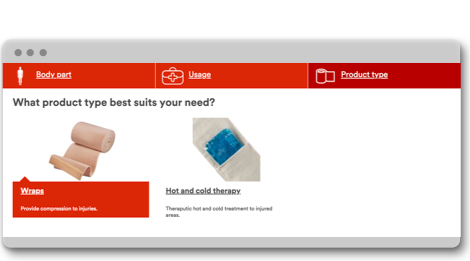 Body part
Usage
Product type
What product type best suits your need?
Wraps
Provide compression to injuries.
Hot and cold therapy
Theraputic hot and cold treatment to injured
areas.